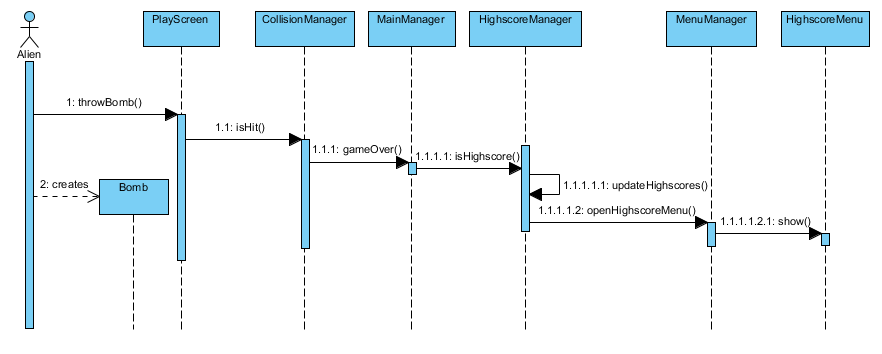 PlayScreen
CollisionManager
MainManager
HighscoreManager
MenuManager
HighscoreMenu
Alien
1: throwBomb()
1.1: isHit()
1.1.1: gameOver()
1.1.1.1: isHighscore()
2: creates
Bomb
1.1.1.1.1: updateHighscores()
1.1.1.1.2: openHighscoreMenu()
1.1.1.1.2.1: show()